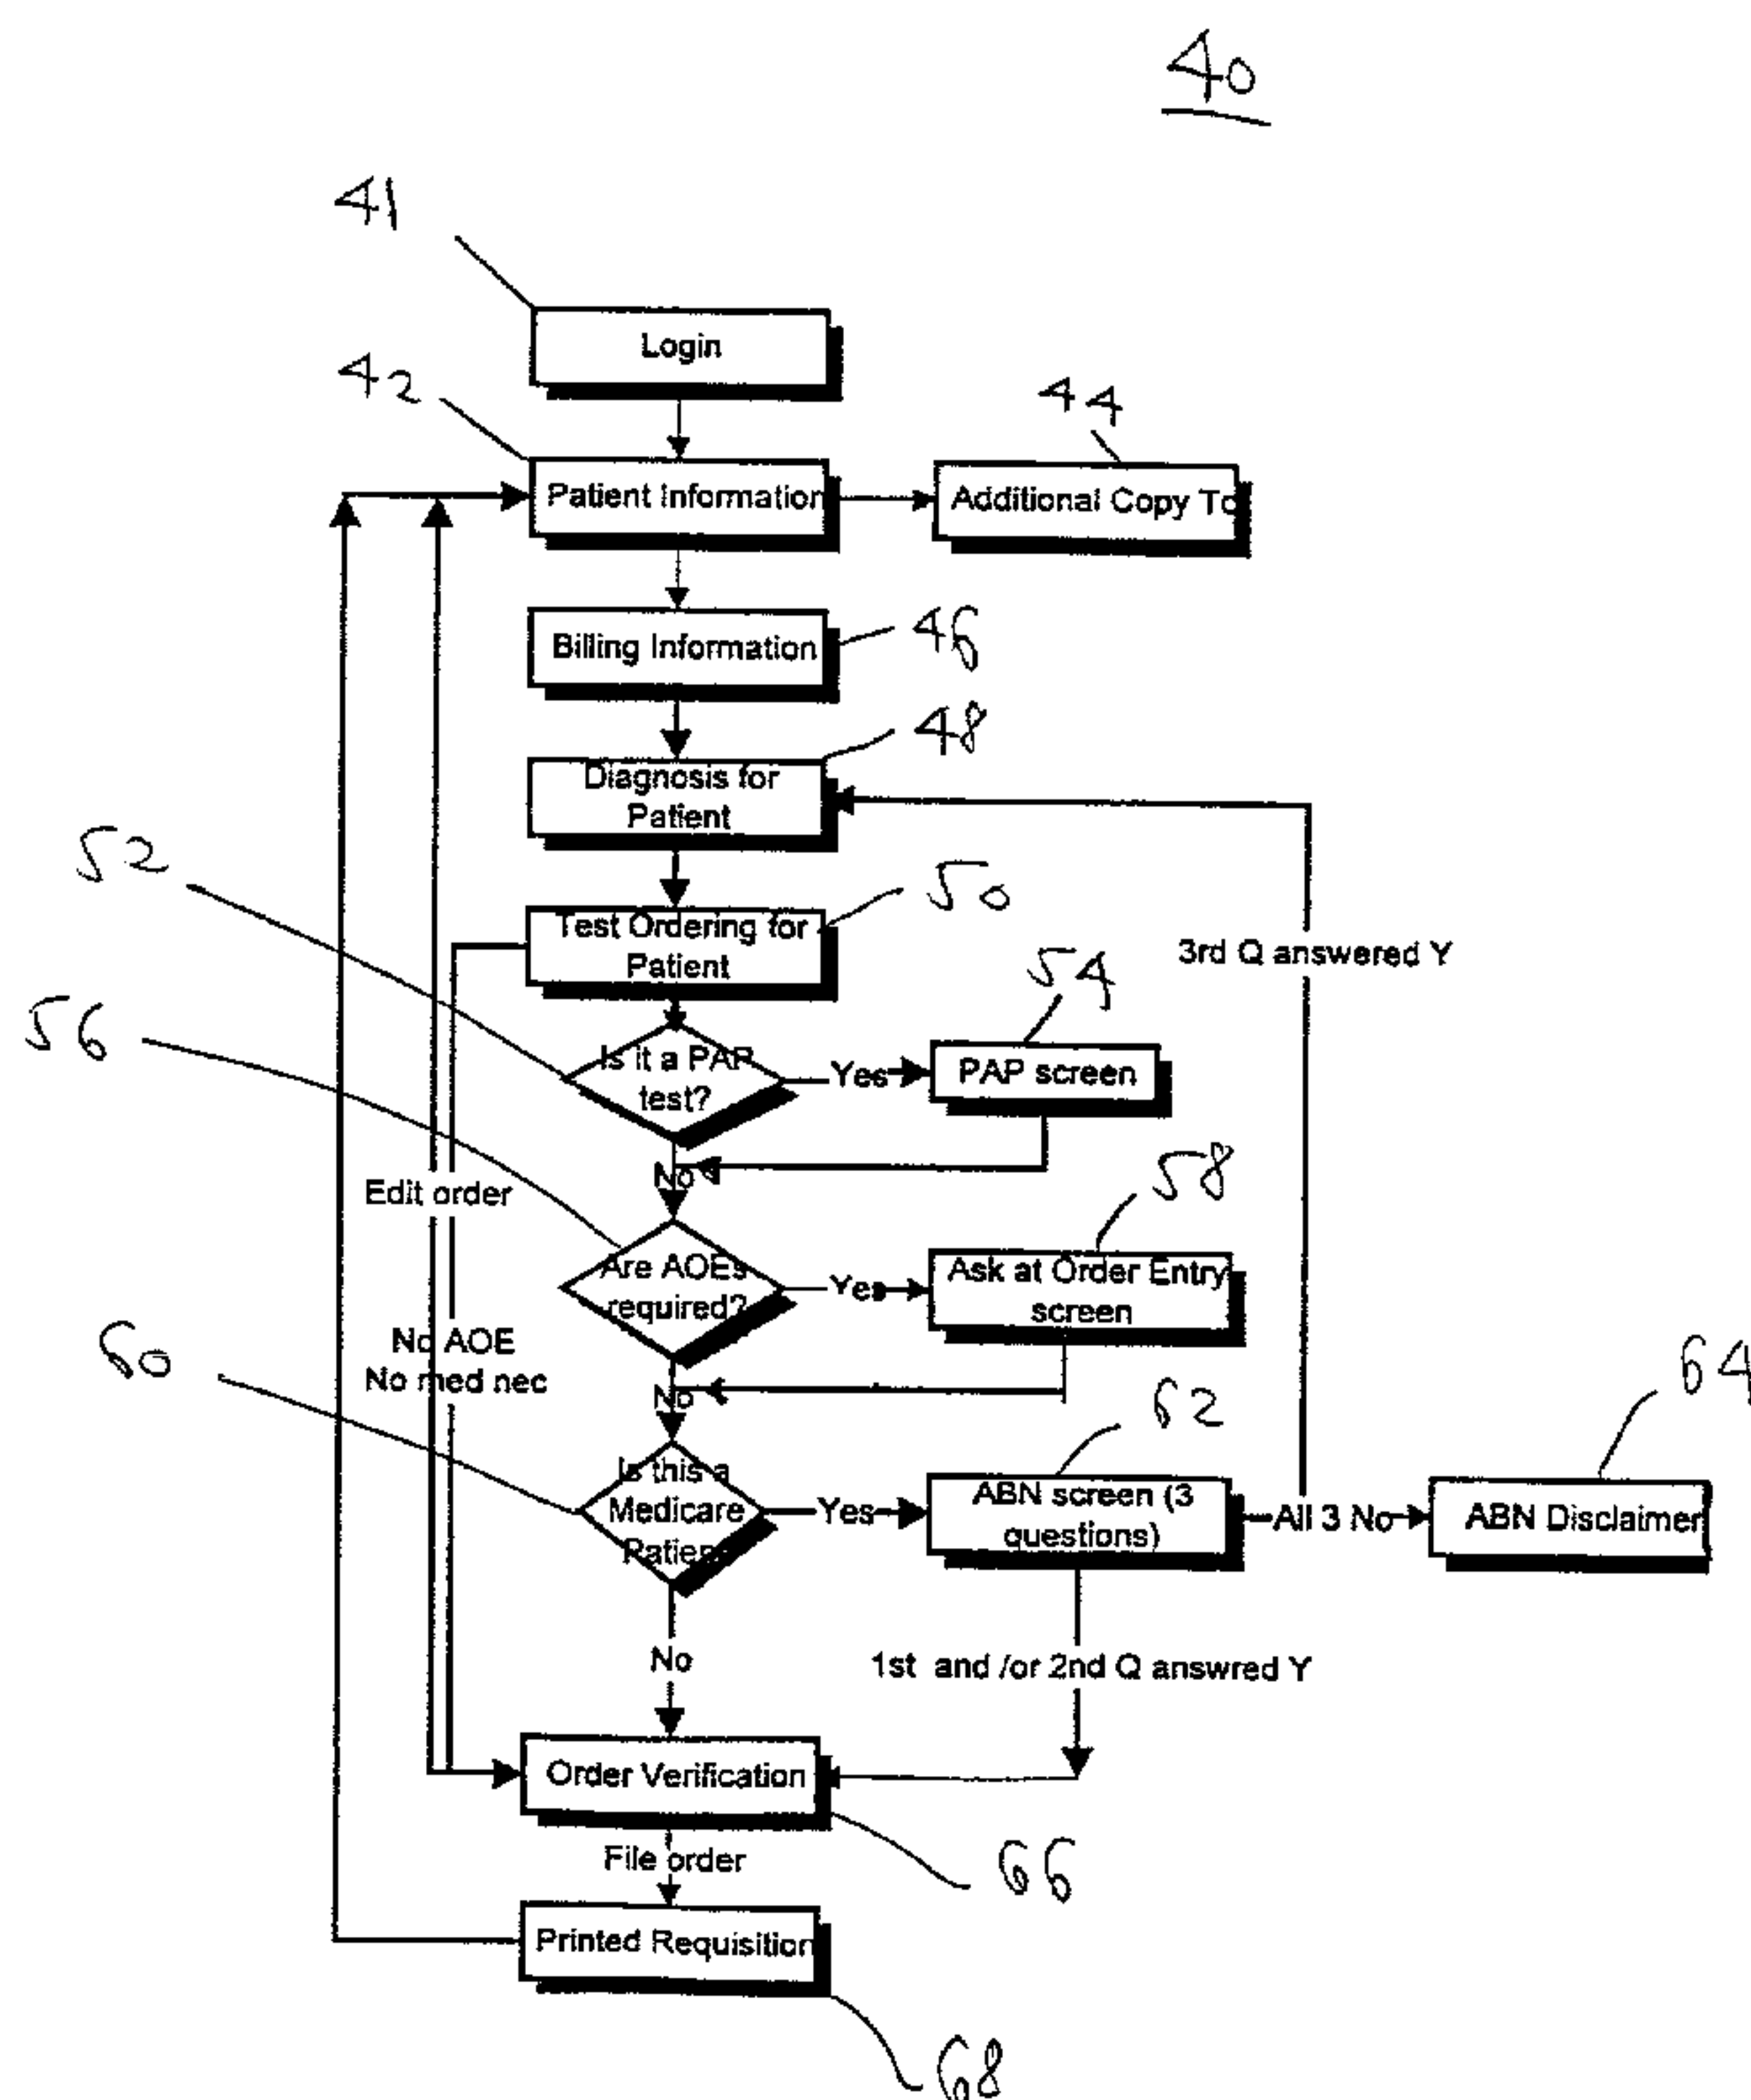 40
41
Login
42
44
Patient Information
Additional Copy To
Billing Information
46
48
Diagnosis for
Patient
52
50
Test Ordering for
Patient
3rd Q answered Y
54
56
Is it a PAP
test?
Yes
PAP screen
No
58
Edit order
Are AOEs
required?
Yes
Ask at Order Entry
screen
60
No AOE
No med nec
No
62
64
Is this a
Medicare
Patient
Yes
ABN screen (3
questions)
All 3 No
ABN Disclaimer
No
1st and /or 2nd Q answred Y
Order Verification
66
File order
Printed Requisition
68